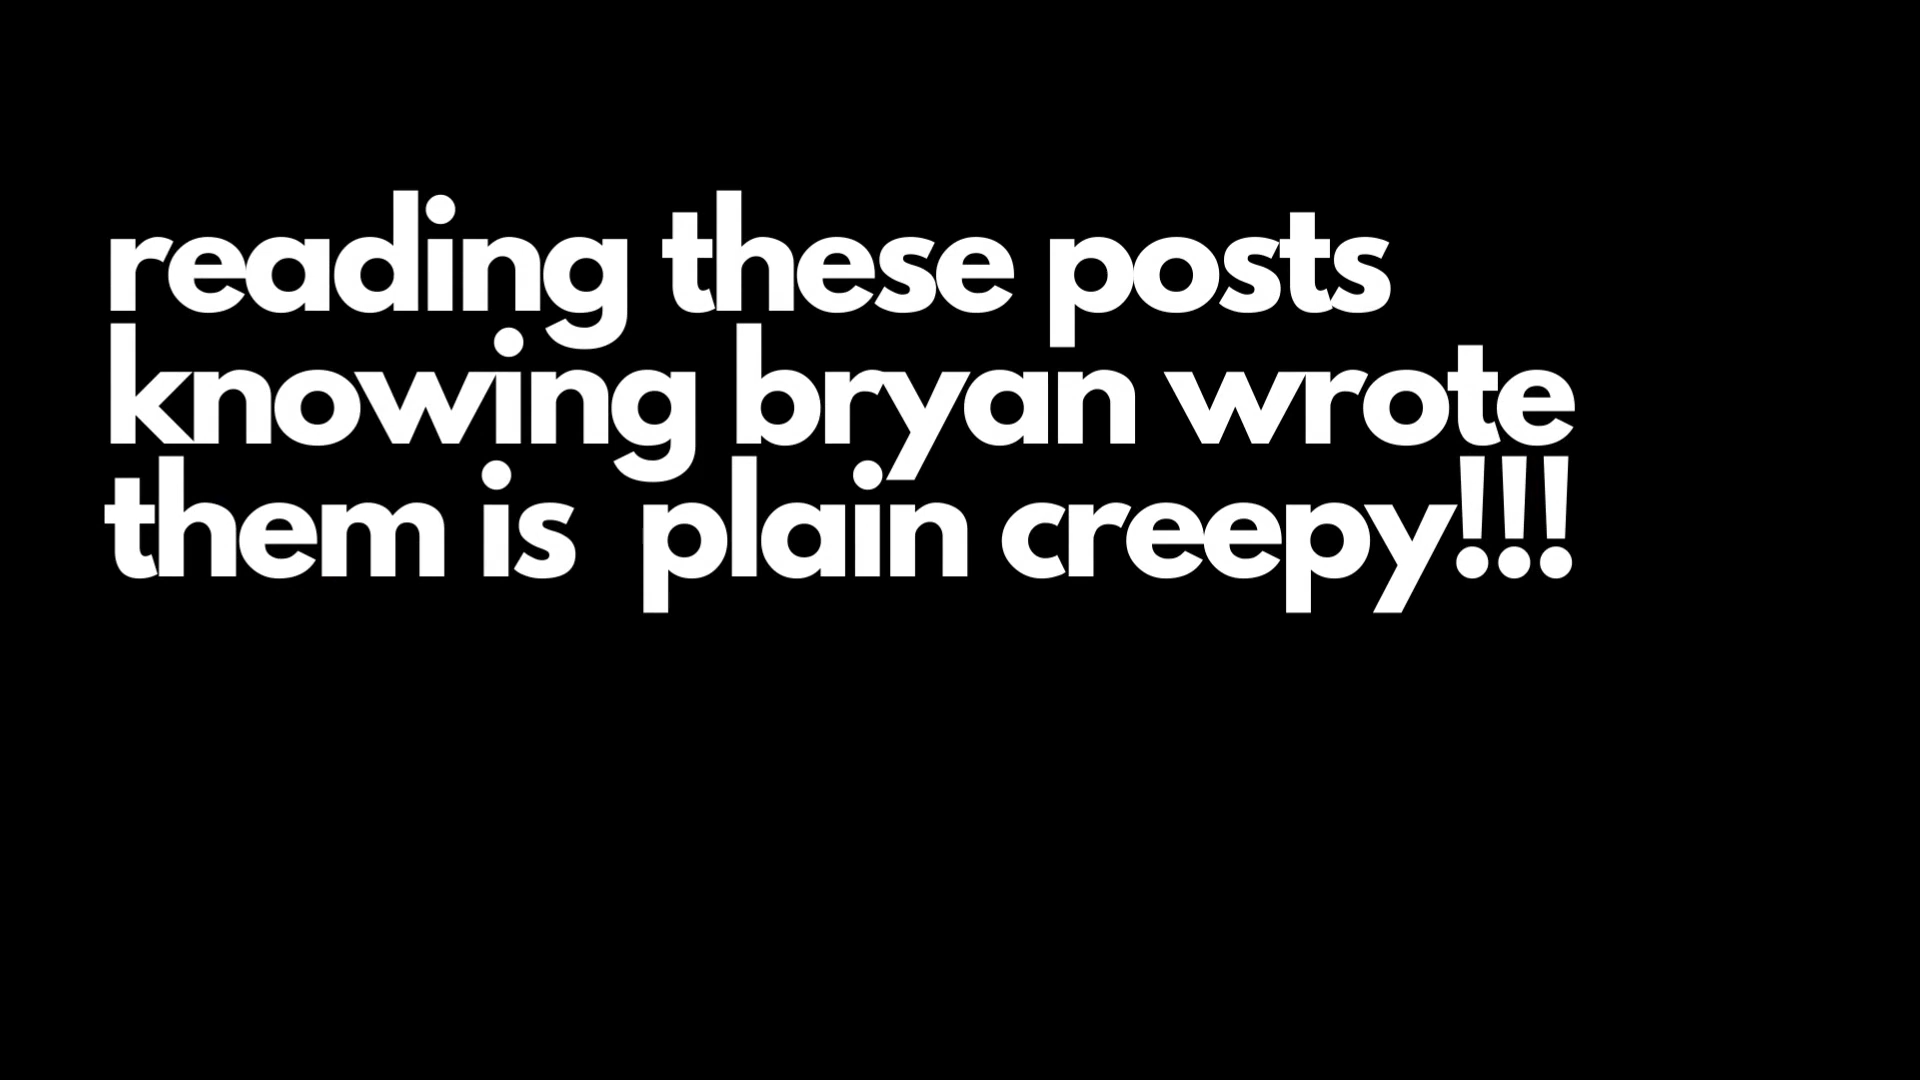 reading these posts
knowing bryan wrote
them is  plain creepy!!!